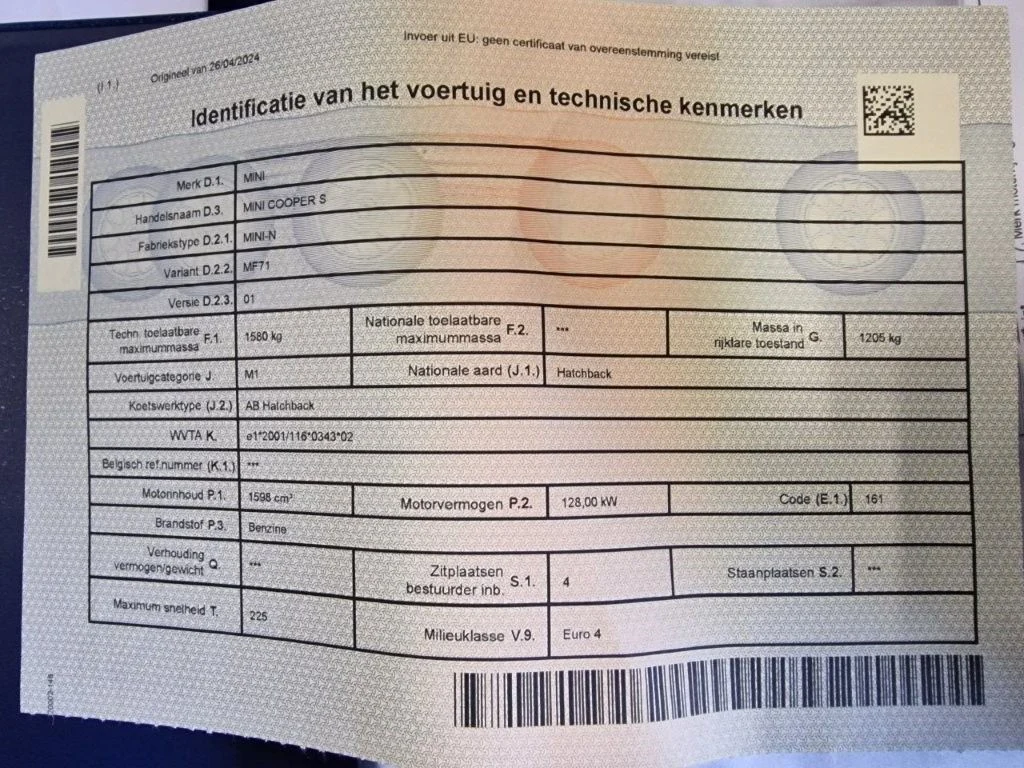 Invoer uit EU: geen certificaat van overeenstemming vereist
(I 1.) Origineel van 26/04/2024
Identificatie van het voertuig en technische kenmerken
Merk D.1. MINI
Handelsnaam D.3. MINI COOPER S
Fabriekstype D.2.1. MINI-N
Variant D.2.2. MF71
Versie D.2.3. 01
Techn. toelaatbare maximummassa F.1. 1580 kg Nationale toelaatbare maximummassa F.2. *** Massa in rijklare toestand G. 1205 kg
Voertuigcategorie J. M1 Nationale aard (J.1.) Hatchback
Koetswerktype (J.2.) AB Hatchback
WVTA K. e1*2001/116*0343*02
Belgisch ref.nummer (K.1.) ***
Motorinhoud P.1. 1598 cm³ Motorvermogen P.2. 128,00 kW Code (E.1.) 161
Brandstof P.3. Benzine
Verhouding vermogen/gewicht Q. *** Zitplaatsen bestuurder inb. S.1. 4 Staanplaatsen S.2. ***
Maximum snelheid T. 225 Milieuklasse V.9. Euro 4